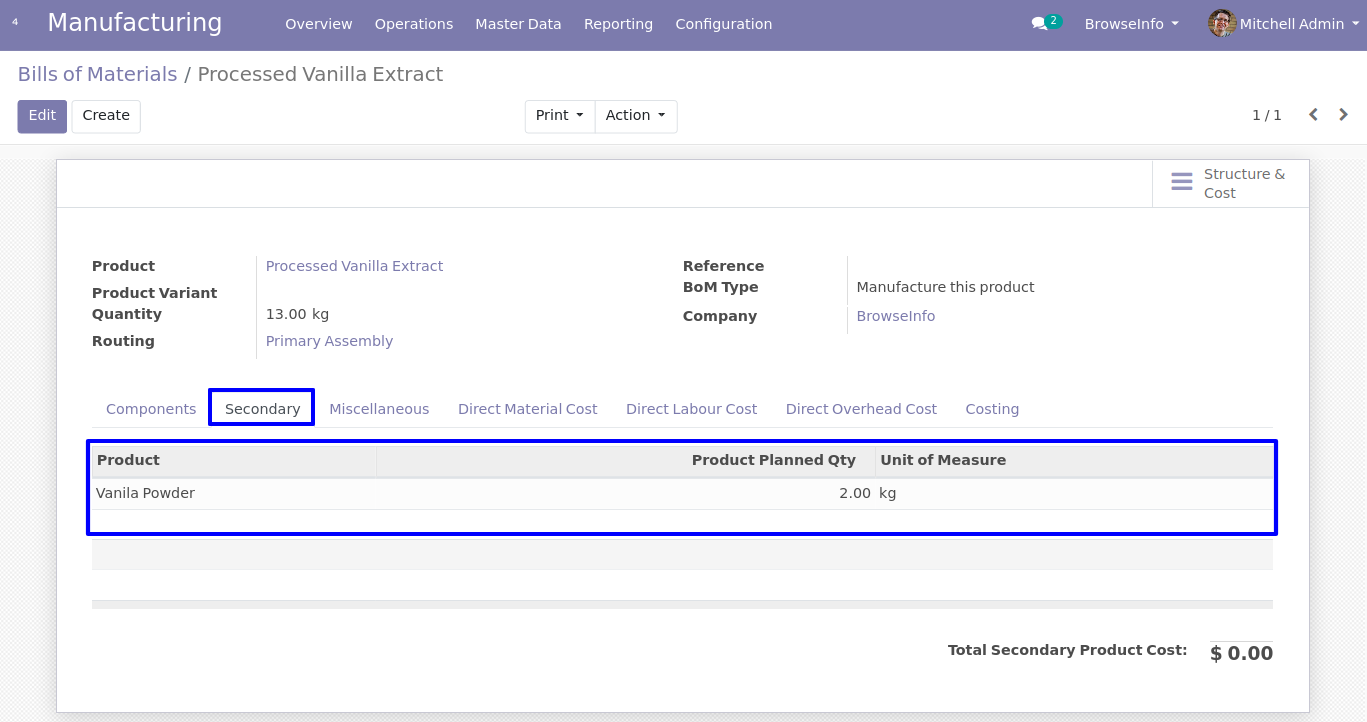 4 Manufacturing Overview Operations Master Data Reporting Configuration 2 BrowseInfo Mitchell Admin
Bills of Materials / Processed Vanilla Extract
Edit Create Print Action 1 / 1
Structure &
Cost
Product Processed Vanilla Extract
Product Variant
Quantity 13.00 kg
Routing Primary Assembly
Reference
BoM Type Manufacture this product
Company BrowseInfo
Components Secondary Miscellaneous Direct Material Cost Direct Labour Cost Direct Overhead Cost Costing
Product Product Planned Qty Unit of Measure
Vanila Powder 2.00 kg
Total Secondary Product Cost: $ 0.00